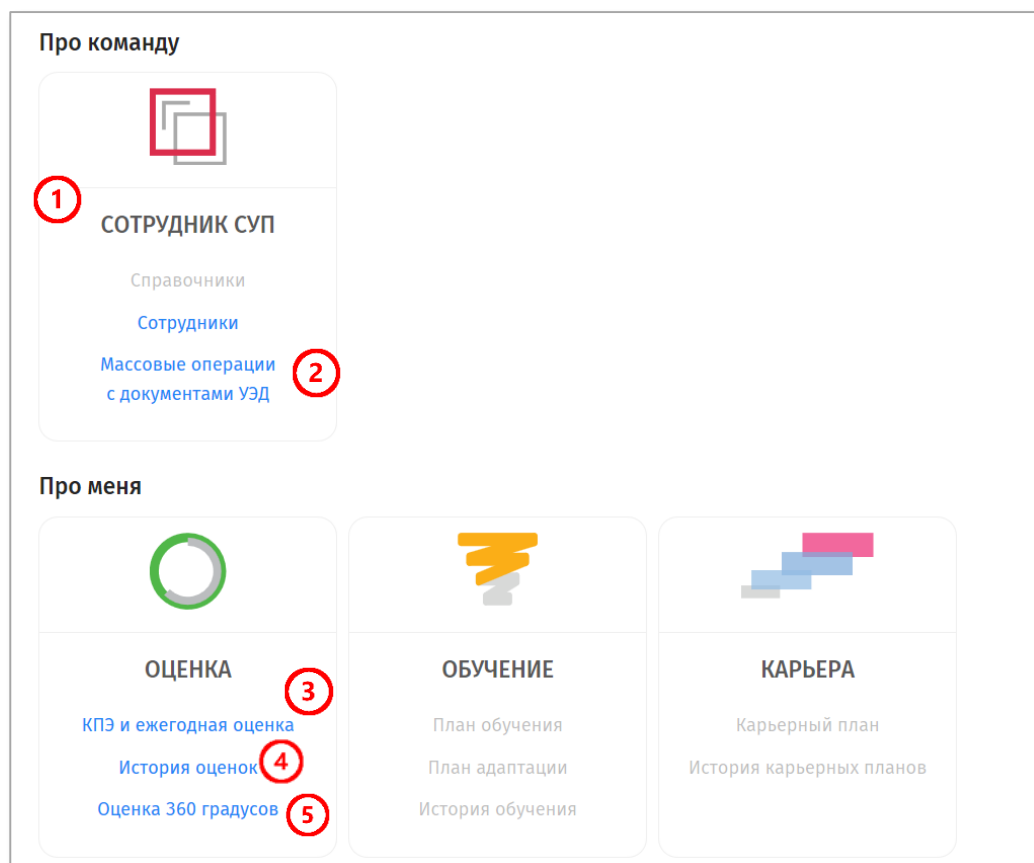 Про команду
1
СОТРУДНИК СУП
Справочники
Сотрудники
Массовые операции
с документами УЭД
2
Про меня
ОЦЕНКА
3
КПЭ и ежегодная оценка
История оценок
4
Оценка 360 градусов
5
ОБУЧЕНИЕ
План обучения
План адаптации
История обучения
КАРЬЕРА
Карьерный план
История карьерных планов